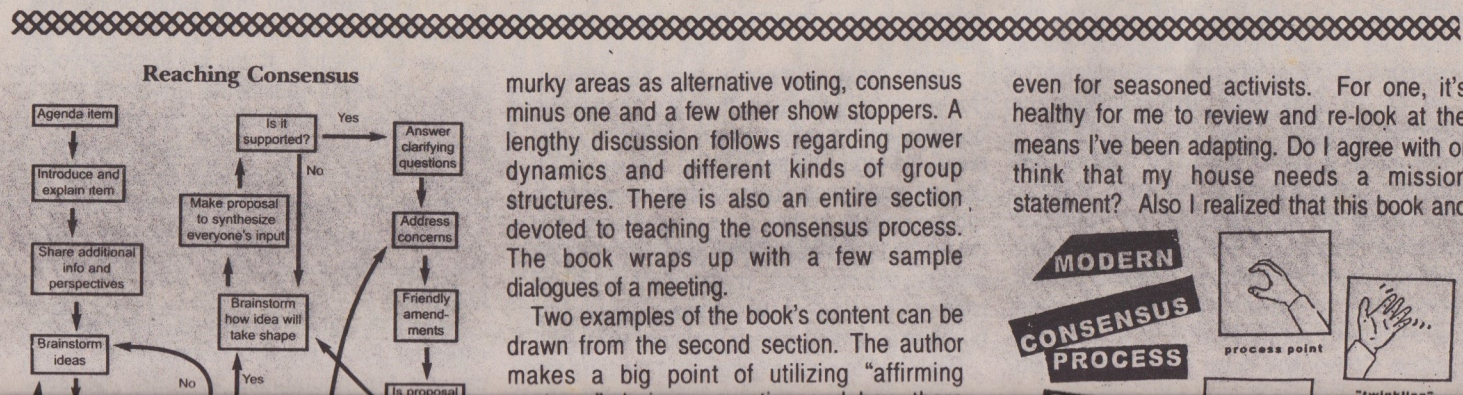 Reaching Consensus
Agenda item
Introduce and
explain item
Share additional
info and
perspectives
Brainstorm
ideas
No
Is it
supported?
Yes
No
Make proposal
to synthesize
everyone's input
Brainstorm
how idea will
take shape
Yes
Answer
clarifying
questions
Address
concerns
Friendly
amend-
ments
Is proposal
murky areas as alternative voting, consensus
minus one and a few other show stoppers. A
lengthy discussion follows regarding power
dynamics and different kinds of group
structures. There is also an entire section
devoted to teaching the consensus process.
The book wraps up with a few sample
dialogues of a meeting.
Two examples of the book's content can be
drawn from the second section. The author
makes a big point of utilizing "affirming
even for seasoned activists. For one, it's
healthy for me to review and re-look at the
means I've been adapting. Do I agree with or
think that my house needs a mission
statement? Also I realized that this book and
MODERN
CONSENSUS
PROCESS
process point
"twinkling"